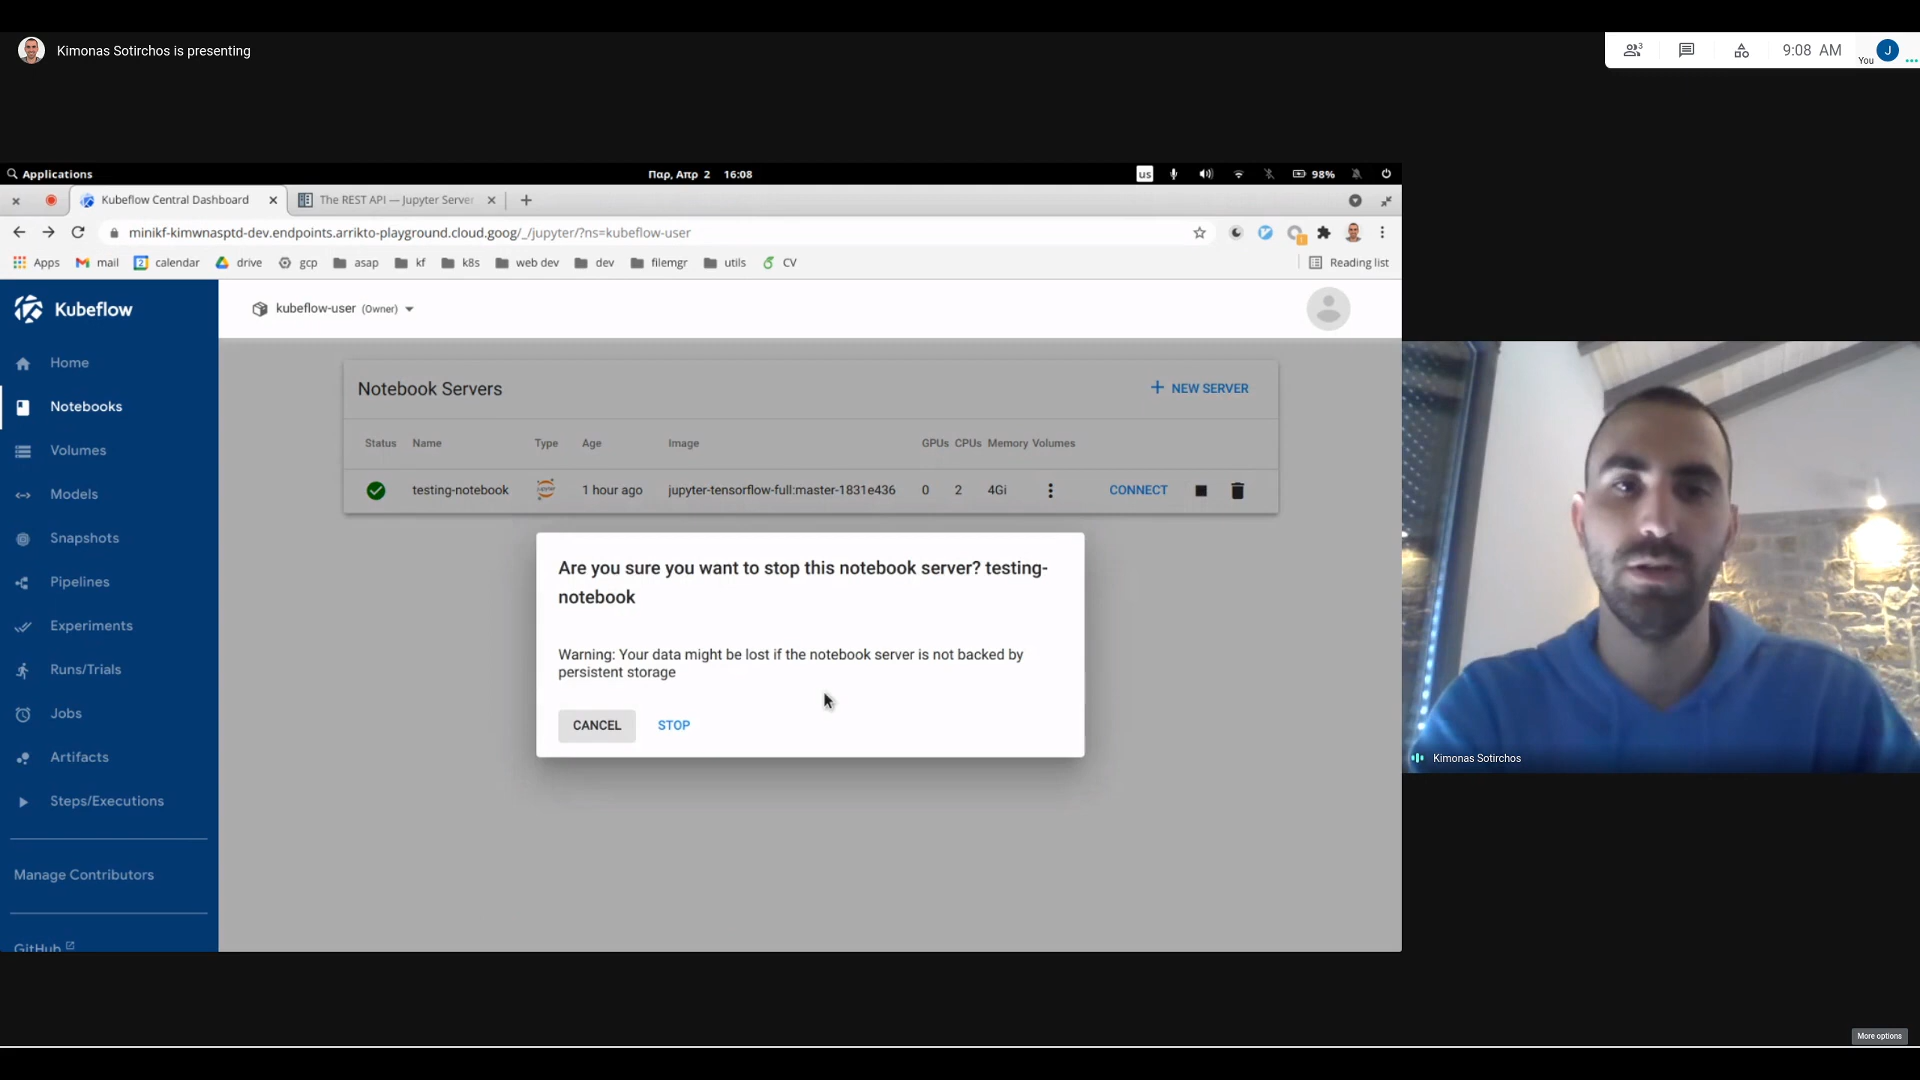 Kimonas Sotirchos is presenting
3
9:08 AM
You
J
Applications
Παρ, Απρ 2 16:08
us
98%
Kubeflow Central Dashboard
The REST API — Jupyter Server
minikf-kimwnasptd-dev.endpoints.arrikto-playground.cloud.goog/_/jupyter/?ns=kubeflow-user
Apps mail calendar drive gcp asap kf k8s web dev dev filemgr utils CV Reading list
Kubeflow
kubeflow-user (Owner)
Home
Notebooks
Volumes
Models
Snapshots
Pipelines
Experiments
Runs/Trials
Jobs
Artifacts
Steps/Executions
Manage Contributors
GitHub
Notebook Servers
NEW SERVER
Status Name Type Age Image GPUs CPUs Memory Volumes
testing-notebook 1 hour ago jupyter-tensorflow-full:master-1831e436 0 2 4Gi CONNECT
Are you sure you want to stop this notebook server? testing-
notebook
Warning: Your data might be lost if the notebook server is not backed by
persistent storage
CANCEL STOP
Kimonas Sotirchos
More options